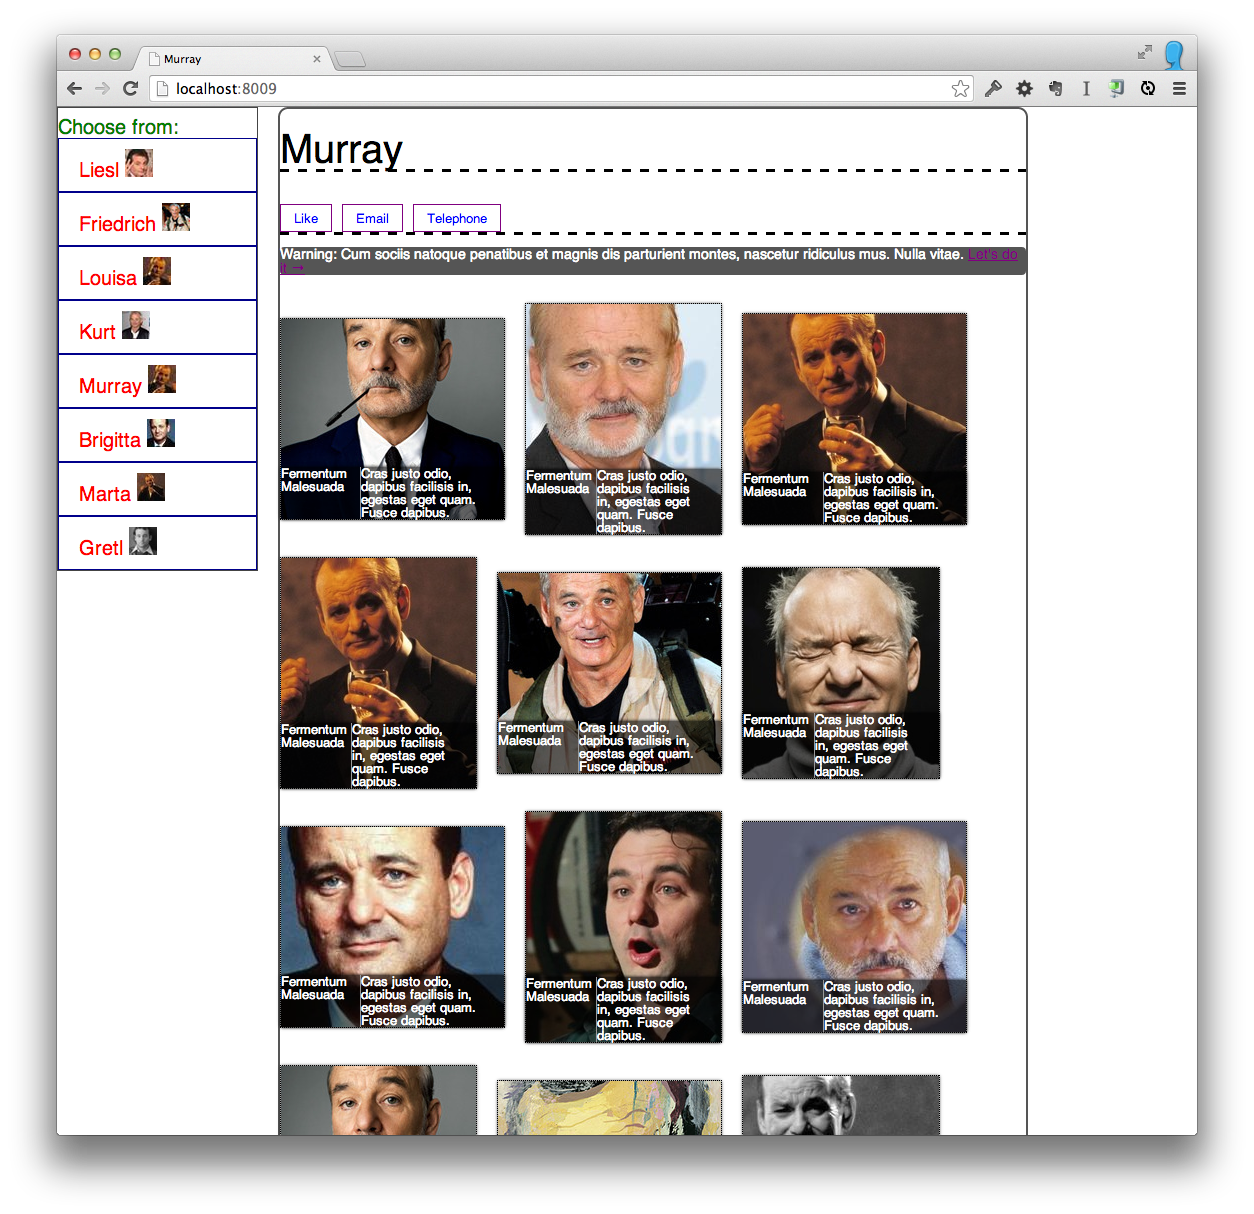 Murray
localhost:8009
Choose from:
Liesl
Friedrich
Louisa
Kurt
Murray
Brigitta
Marta
Gretl
Murray
Like
Email
Telephone
Warning: Cum sociis natoque penatibus et magnis dis parturient montes, nascetur ridiculus mus. Nulla vitae. Let's do
it →
Fermentum
Malesuada
Cras justo odio,
dapibus facilisis in,
egestas eget quam.
Fusce dapibus.
Fermentum
Malesuada
Cras justo odio,
dapibus facilisis
in, egestas eget
quam. Fusce
dapibus.
Fermentum
Malesuada
Cras justo odio,
dapibus facilisis in,
egestas eget quam.
Fusce dapibus.
Fermentum
Malesuada
Cras justo odio,
dapibus facilisis
in, egestas eget
quam. Fusce
dapibus.
Fermentum
Malesuada
Cras justo odio,
dapibus facilisis in,
egestas eget quam.
Fusce dapibus.
Fermentum
Malesuada
Cras justo odio,
dapibus facilisis
in, egestas eget
quam. Fusce
dapibus.
Fermentum
Malesuada
Cras justo odio,
dapibus facilisis in,
egestas eget quam.
Fusce dapibus.
Fermentum
Malesuada
Cras justo odio,
dapibus facilisis
in, egestas eget
quam. Fusce
dapibus.
Fermentum
Malesuada
Cras justo odio,
dapibus facilisis in,
egestas eget quam.
Fusce dapibus.